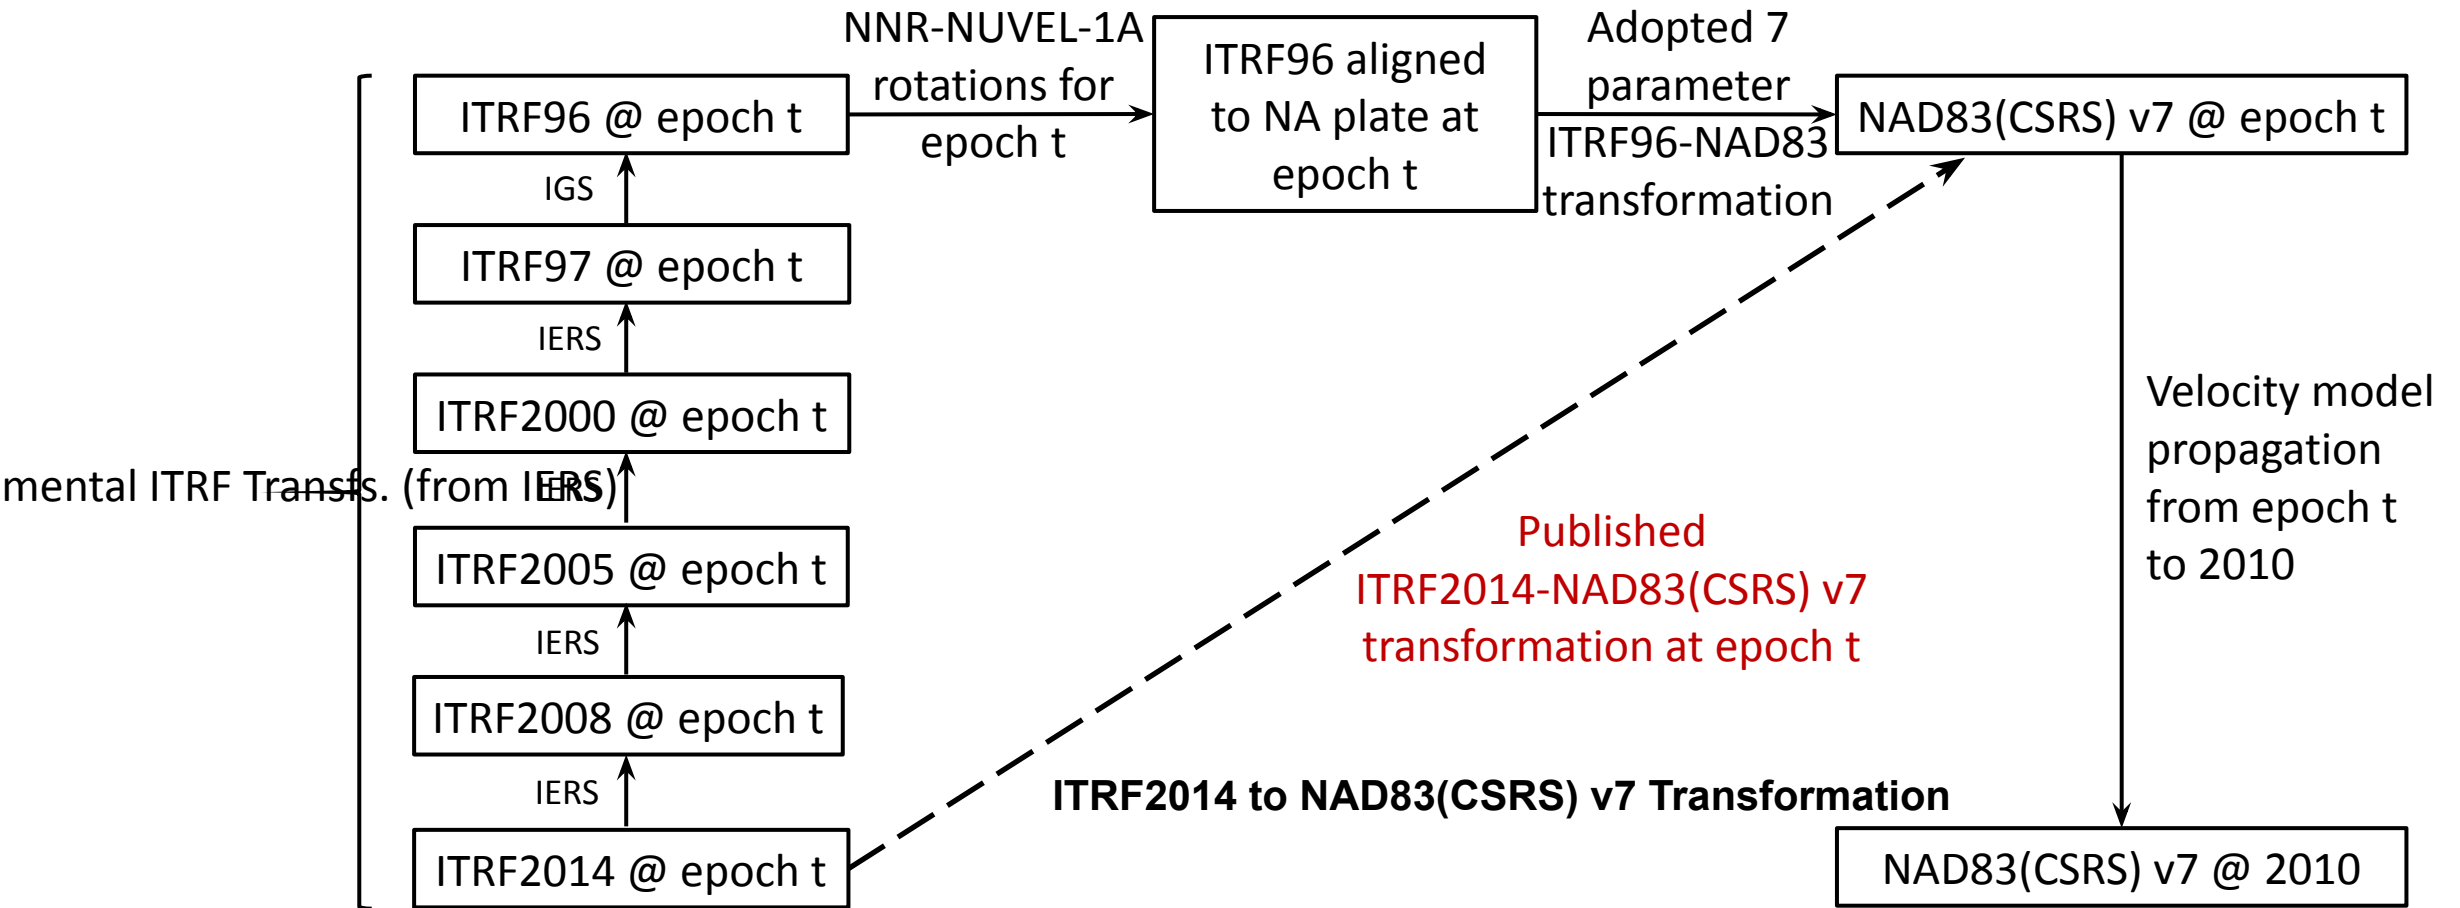 NNR-NUVEL-1A
rotations for
epoch t
ITRF96 aligned
to NA plate at
epoch t
Adopted 7
parameter
ITRF96-NAD83
transformation
ITRF96 @ epoch t
NAD83(CSRS) v7 @ epoch t
IGS
ITRF97 @ epoch t
IERS
ITRF2000 @ epoch t
mental ITRF Transfs. (from IERS)
IERS
ITRF2005 @ epoch t
IERS
ITRF2008 @ epoch t
IERS
ITRF2014 @ epoch t
Velocity model
propagation
from epoch t
to 2010
Published
ITRF2014-NAD83(CSRS) v7
transformation at epoch t
ITRF2014 to NAD83(CSRS) v7 Transformation
NAD83(CSRS) v7 @ 2010